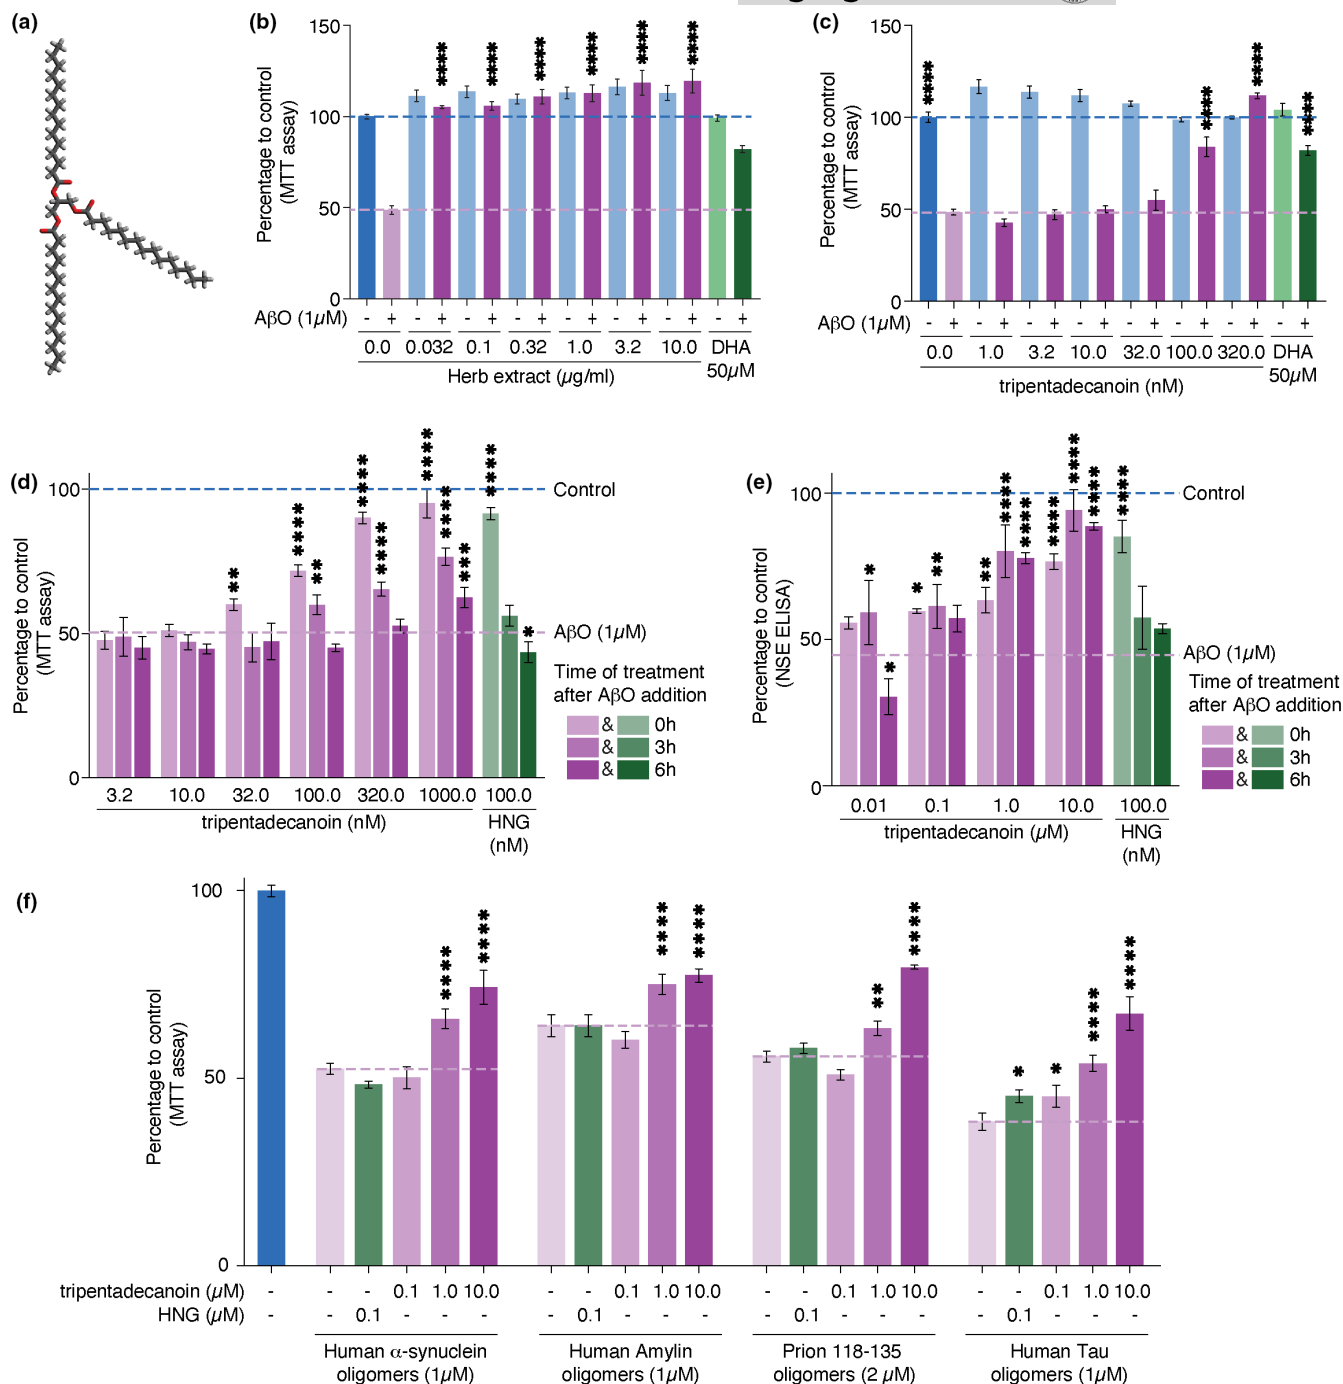 (a)
(b)
150
100
50
0
Percentage to control
(MTT assay)
****
****
****
****
****
****
AβO (1µM)
- + - + - + - + - + - + - + - +
0.0 0.032 0.1 0.32 1.0 3.2 10.0 DHA
Herb extract (µg/ml) 50µM
(c)
150
100
50
0
Percentage to control
(MTT assay)
****
****
****
****
AβO (1µM)
- + - + - + - + - + - + - + - +
0.0 1.0 3.2 10.0 32.0 100.0 320.0 DHA
tripentadecanoin (nM) 50µM
(d)
100
50
0
Percentage to control
(MTT assay)
**
****
**
****
****
****
****
***
****
*
Control
AβO (1µM)
Time of treatment
after AβO addition
& 0h
& 3h
& 6h
3.2 10.0 32.0 100.0 320.0 1000.0 100.0
tripentadecanoin (nM) HNG
(nM)
(e)
100
50
0
Percentage to control
(NSE ELISA)
*
*
*
**
**
****
****
****
****
****
****
Control
AβO (1µM)
Time of treatment
after AβO addition
& 0h
& 3h
& 6h
0.01 0.1 1.0 10.0 100.0
tripentadecanoin (µM) HNG
(nM)
(f)
100
50
0
Percentage to control
(MTT assay)
****
****
****
****
**
****
*
*
****
****
tripentadecanoin (µM) - - - 0.1 1.0 10.0 - - 0.1 1.0 10.0 - - 0.1 1.0 10.0 - - 0.1 1.0 10.0
HNG (µM) - - 0.1 - - - - 0.1 - - - - 0.1 - - - - 0.1 - - -
Human α-synuclein Human Amylin Prion 118-135 Human Tau
oligomers (1µM) oligomers (1µM) oligomers (2 µM) oligomers (1µM)